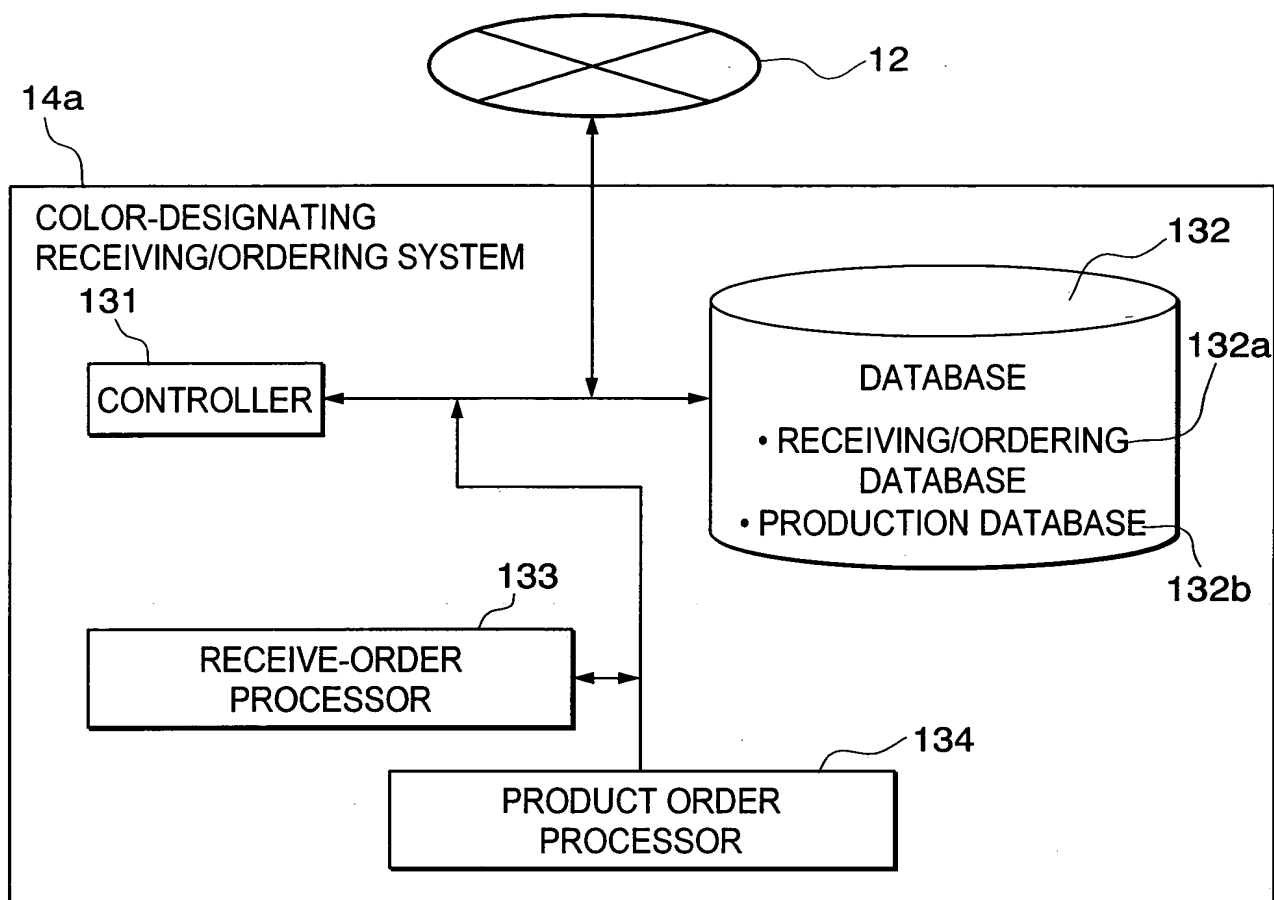 12
14a
COLOR-DESIGNATING
RECEIVING/ORDERING SYSTEM
131
CONTROLLER
132
132a
DATABASE
• RECEIVING/ORDERING
DATABASE
• PRODUCTION DATABASE
132b
133
RECEIVE-ORDER
PROCESSOR
134
PRODUCT ORDER
PROCESSOR